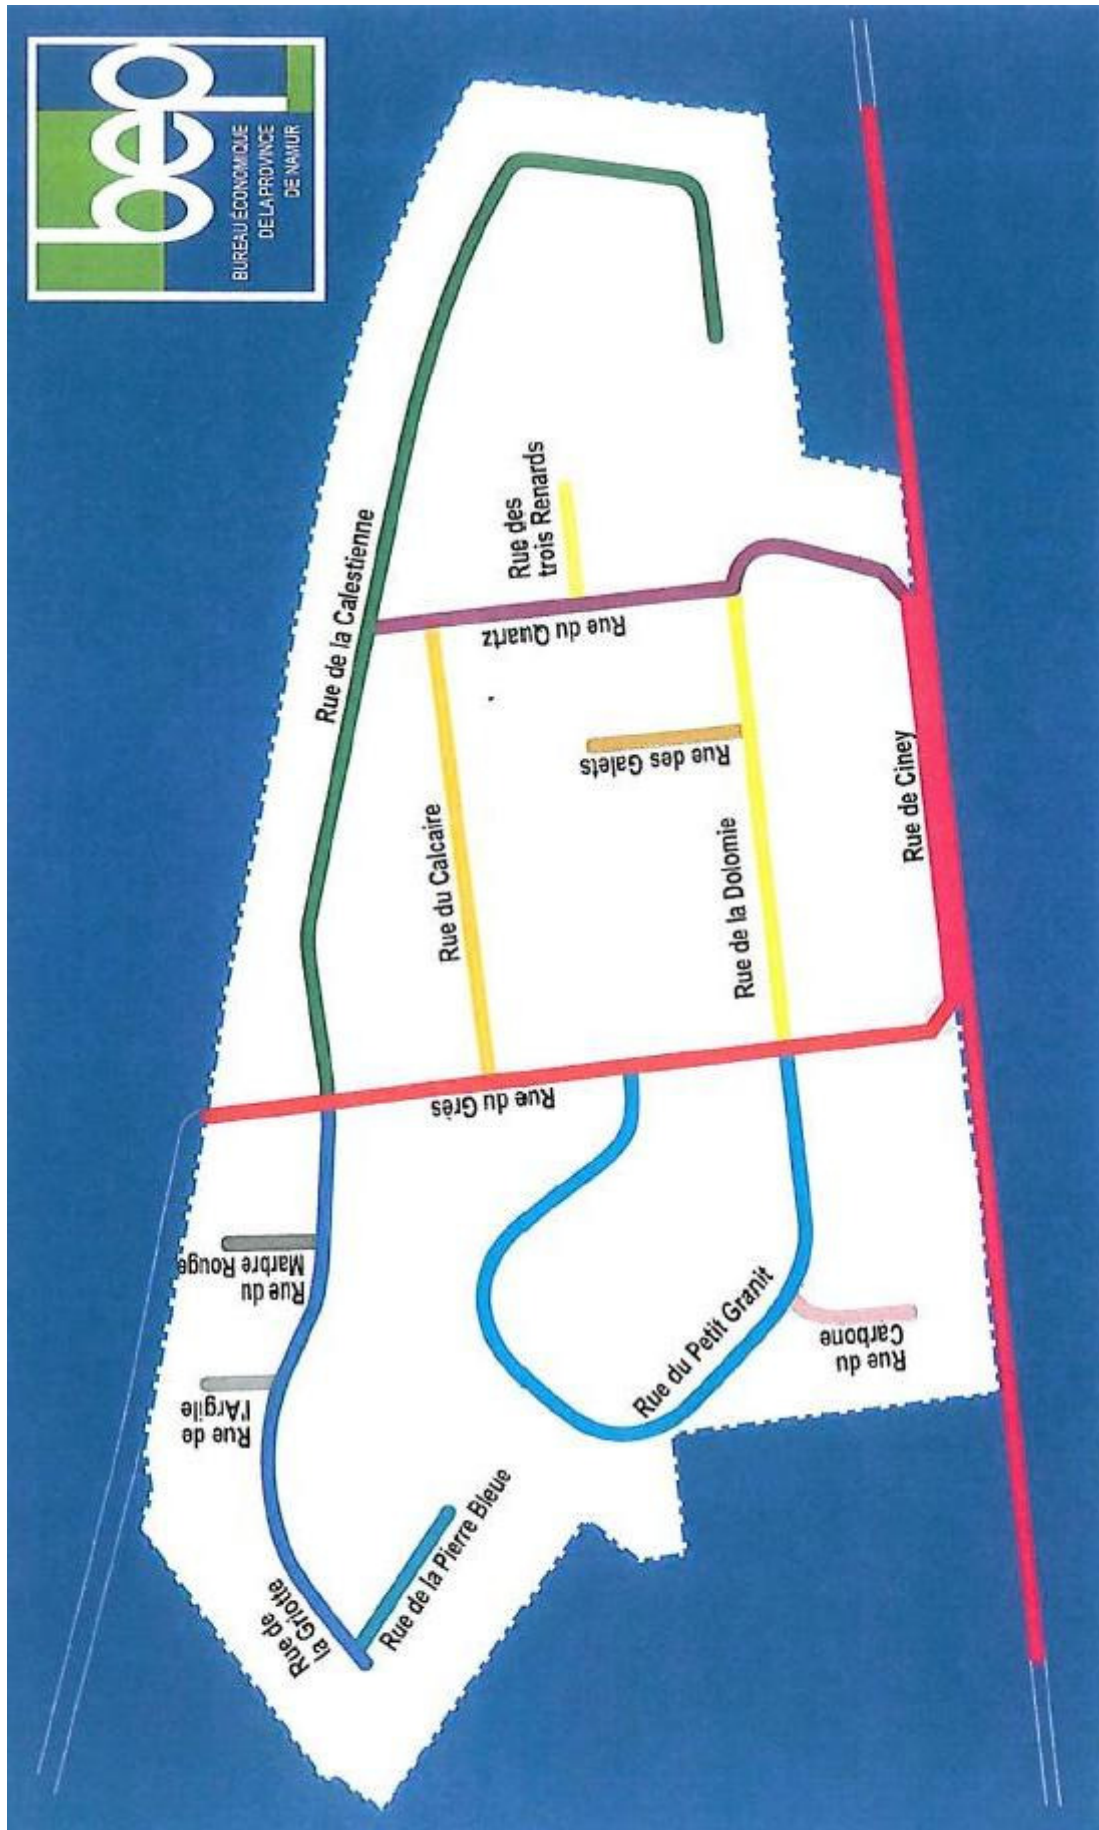 bep
BUREAU ÉCONOMIQUE
DE LA PROVINCE
DE NAMUR
Rue de la Calestienne
Rue des
trois Renards
Rue du Quartz
Rue des Galets
Rue du Calcaire
Rue de la Dolomie
Rue de Ciney
Rue du Grès
Rue du
Marbre Rouge
Rue de
l'Argile
Rue du Petit Granit
Rue du
Carbone
Rue de la Pierre Bleue
Rue de
la Griotte